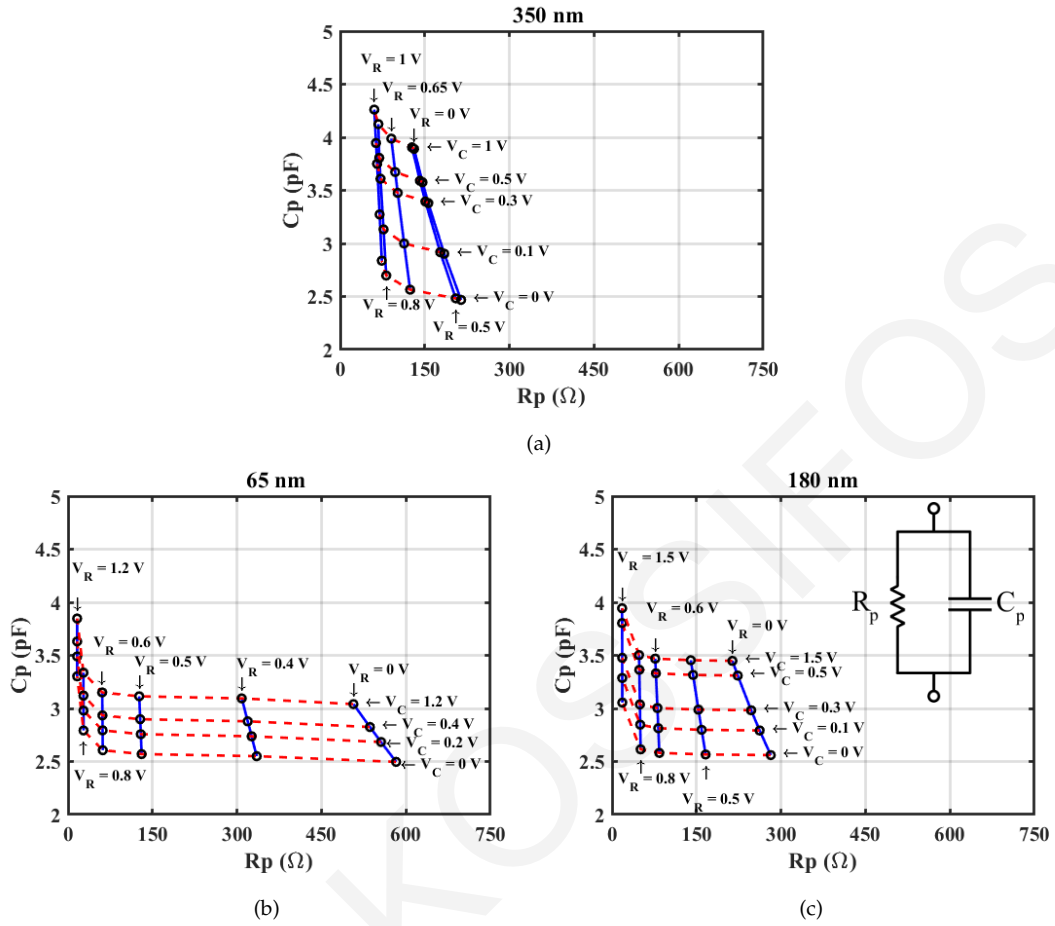 350 nm
5
4.5
4
3.5
3
2.5
2
Cp (pF)
V_R = 1 V
V_R = 0.65 V
V_R = 0 V
← V_C = 1 V
← V_C = 0.5 V
← V_C = 0.3 V
← V_C = 0.1 V
← V_C = 0 V
V_R = 0.8 V
V_R = 0.5 V
0 150 300 450 600 750
Rp (Ω)
(a)
65 nm
5
4.5
4
3.5
3
2.5
2
Cp (pF)
V_R = 1.2 V
V_R = 0.6 V
V_R = 0.5 V
V_R = 0.4 V
V_R = 0 V
← V_C = 1.2 V
← V_C = 0.4 V
← V_C = 0.2 V
← V_C = 0 V
V_R = 0.8 V
0 150 300 450 600 750
Rp (Ω)
(b)
180 nm
5
4.5
4
3.5
3
2.5
2
Cp (pF)
V_R = 1.5 V
V_R = 0.6 V
V_R = 0 V
← V_C = 1.5 V
← V_C = 0.5 V
← V_C = 0.3 V
← V_C = 0.1 V
← V_C = 0 V
V_R = 0.8 V
V_R = 0.5 V
R_p C_p
0 150 300 450 600 750
Rp (Ω)
(c)
KOSSIFOS